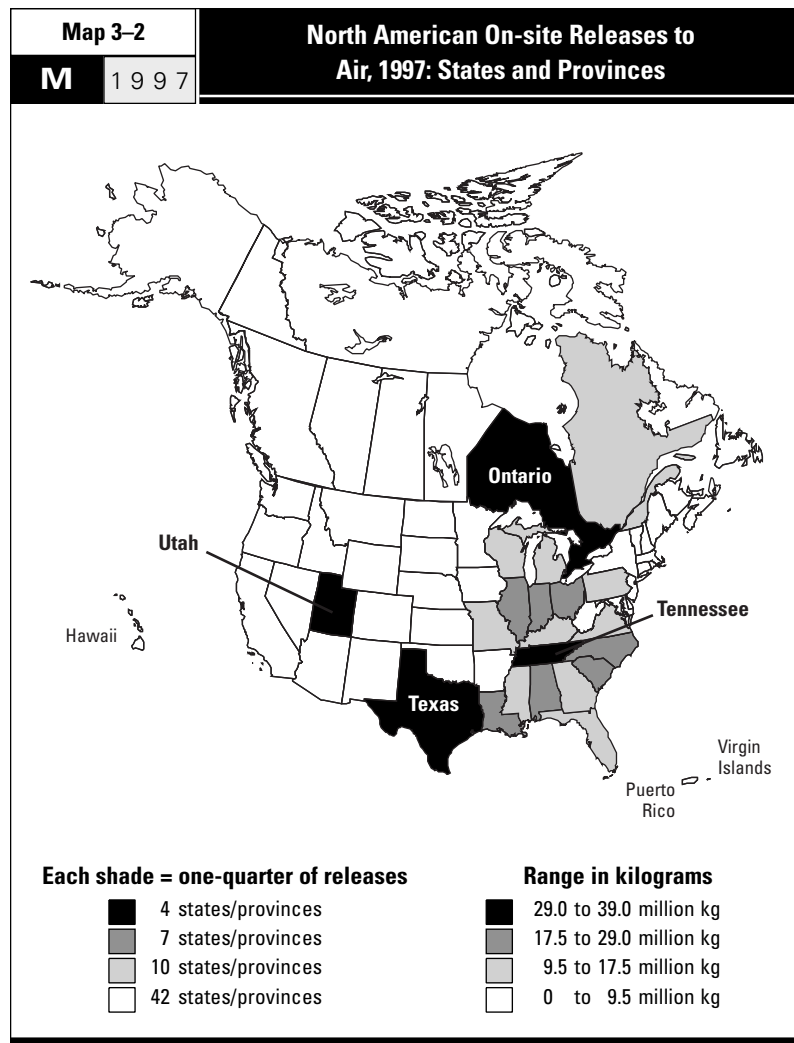 Map 3–2
M 1997
North American On-site Releases to
Air, 1997: States and Provinces
Ontario
Utah
Tennessee
Hawaii
Texas
Virgin
Islands
Puerto
Rico
Each shade = one-quarter of releases
4 states/provinces
7 states/provinces
10 states/provinces
42 states/provinces
Range in kilograms
29.0 to 39.0 million kg
17.5 to 29.0 million kg
9.5 to 17.5 million kg
0 to 9.5 million kg